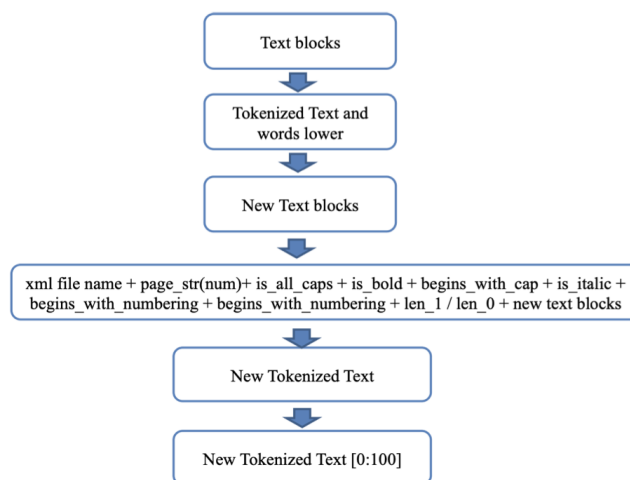 Text blocks
Tokenized Text and
words lower
New Text blocks
xml file name + page_str(num)+ is_all_caps + is_bold + begins_with_cap + is_italic +
begins_with_numbering + begins_with_numbering + len_1 / len_0 + new text blocks
New Tokenized Text
New Tokenized Text [0:100]